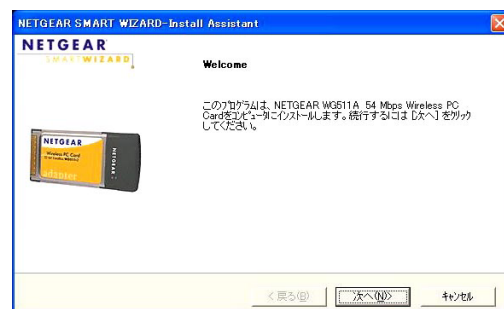 NETGEAR SMART WIZARD-Install Assistant
NETGEAR
SMARTWIZARD
Welcome
このプログラムは、NETGEAR WG511A 54 Mbps Wireless PC
Cardをコンピュータにインストールします。続行するには [次へ] をクリック
してください。
NETGEAR
Wireless PC Card
NETGEAR
adapter
< 戻る(B)
次へ(N)>
キャンセル